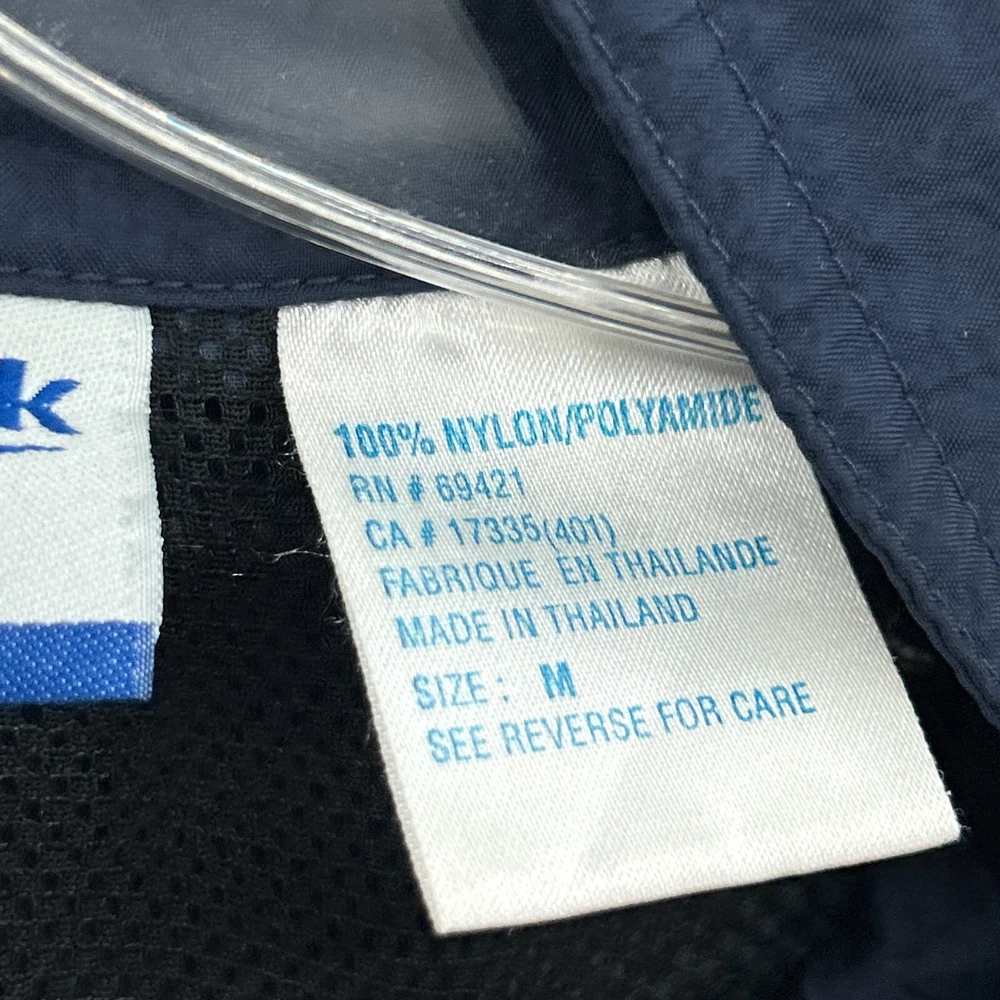 k
100% NYLON/POLYAMIDE
RN # 69421
CA # 17335(401)
FABRIQUE EN THAILANDE
MADE IN THAILAND
SIZE : M
SEE REVERSE FOR CARE